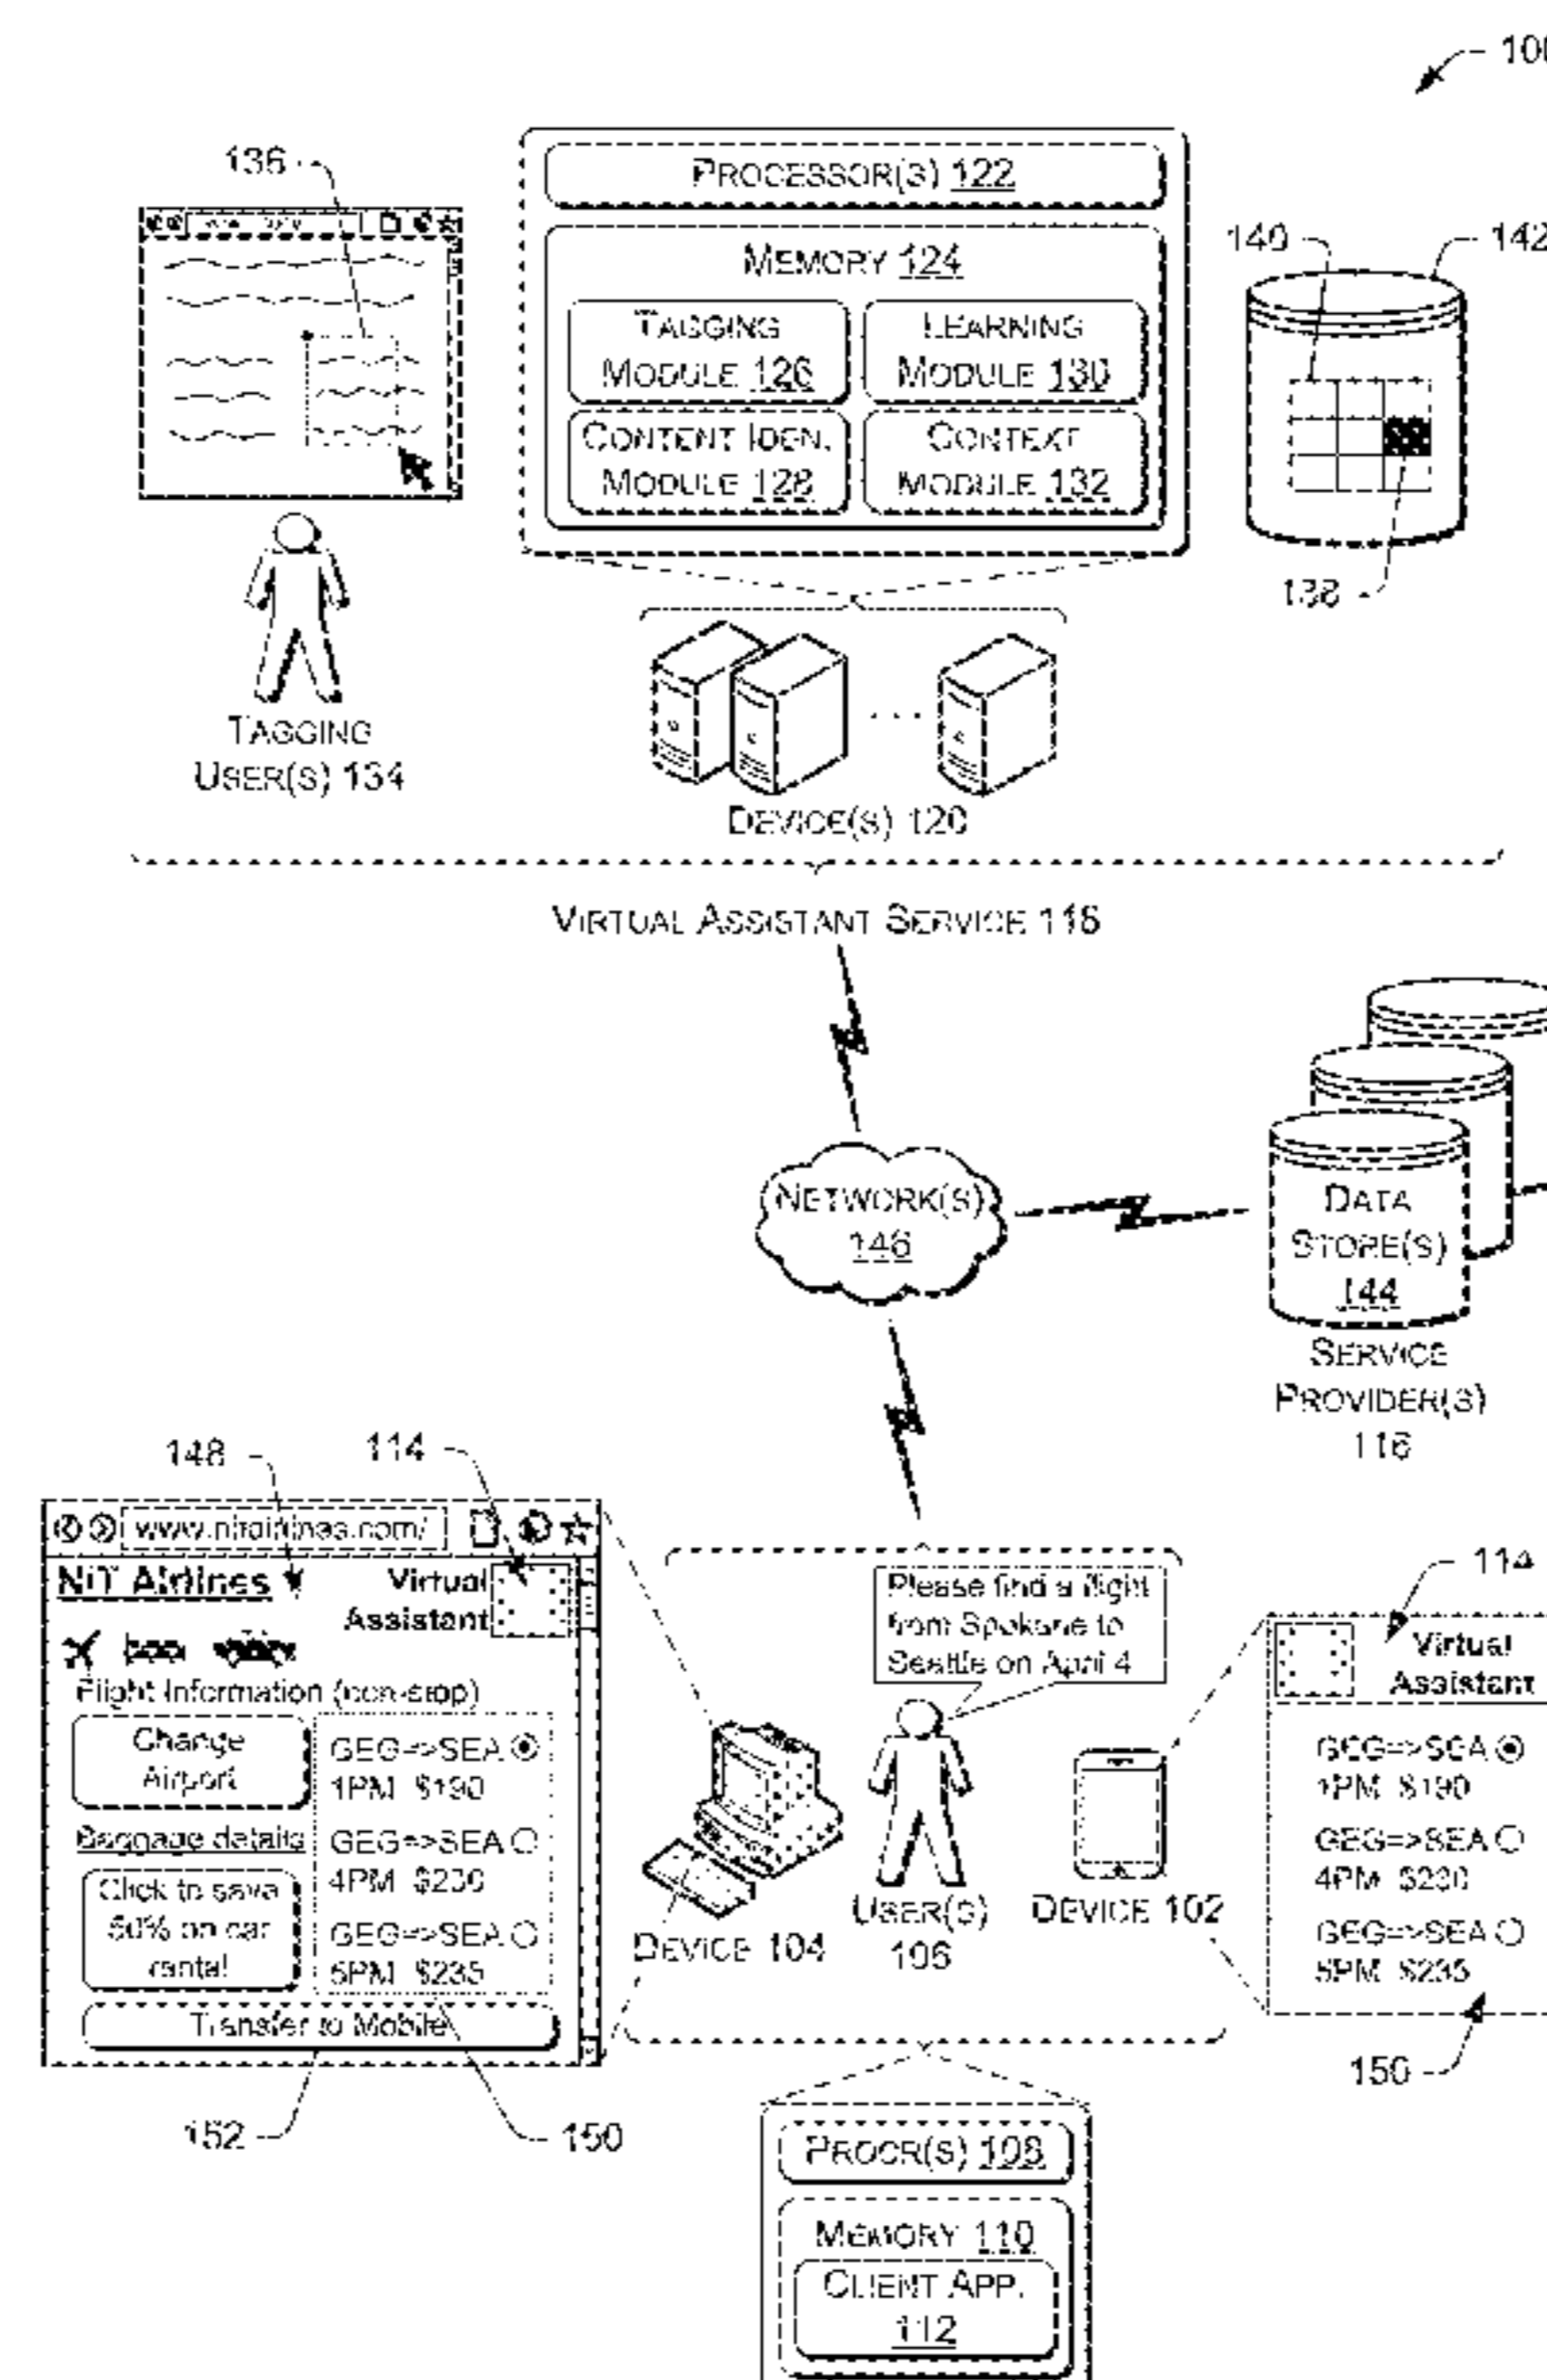 136
PROCESSOR(S) 122
MEMORY 124
140
142
TAGGING
MODULE 126
LEARNING
MODULE 130
CONTENT IDEN.
MODULE 128
CONTEXT
MODULE 132
138
TAGGING
USER(S) 134
DEVICE(S) 120
VIRTUAL ASSISTANT SERVICE 118
NETWORK(S)
146
DATA
STORE(S)
144
SERVICE
PROVIDER(S)
116
148
114
NIT Airlines
Virtual
Assistant
Flight Information (non-stop)
Change
Airport
Baggage details
Click to save
50% on car
rental
GEG=>SEA
1PM $190
GEG=>SEA
4PM $230
GEG=>SEA
5PM $235
Transfer to Mobile
152
150
Please find a flight
from Spokane to
Seattle on April 4
DEVICE 104
USER(S)
106
DEVICE 102
114
Virtual
Assistant
GEG=>SEA
1PM $190
GEG=>SEA
4PM $230
GEG=>SEA
5PM $235
150
PROCR(S) 108
MEMORY 110
CLIENT APP.
112